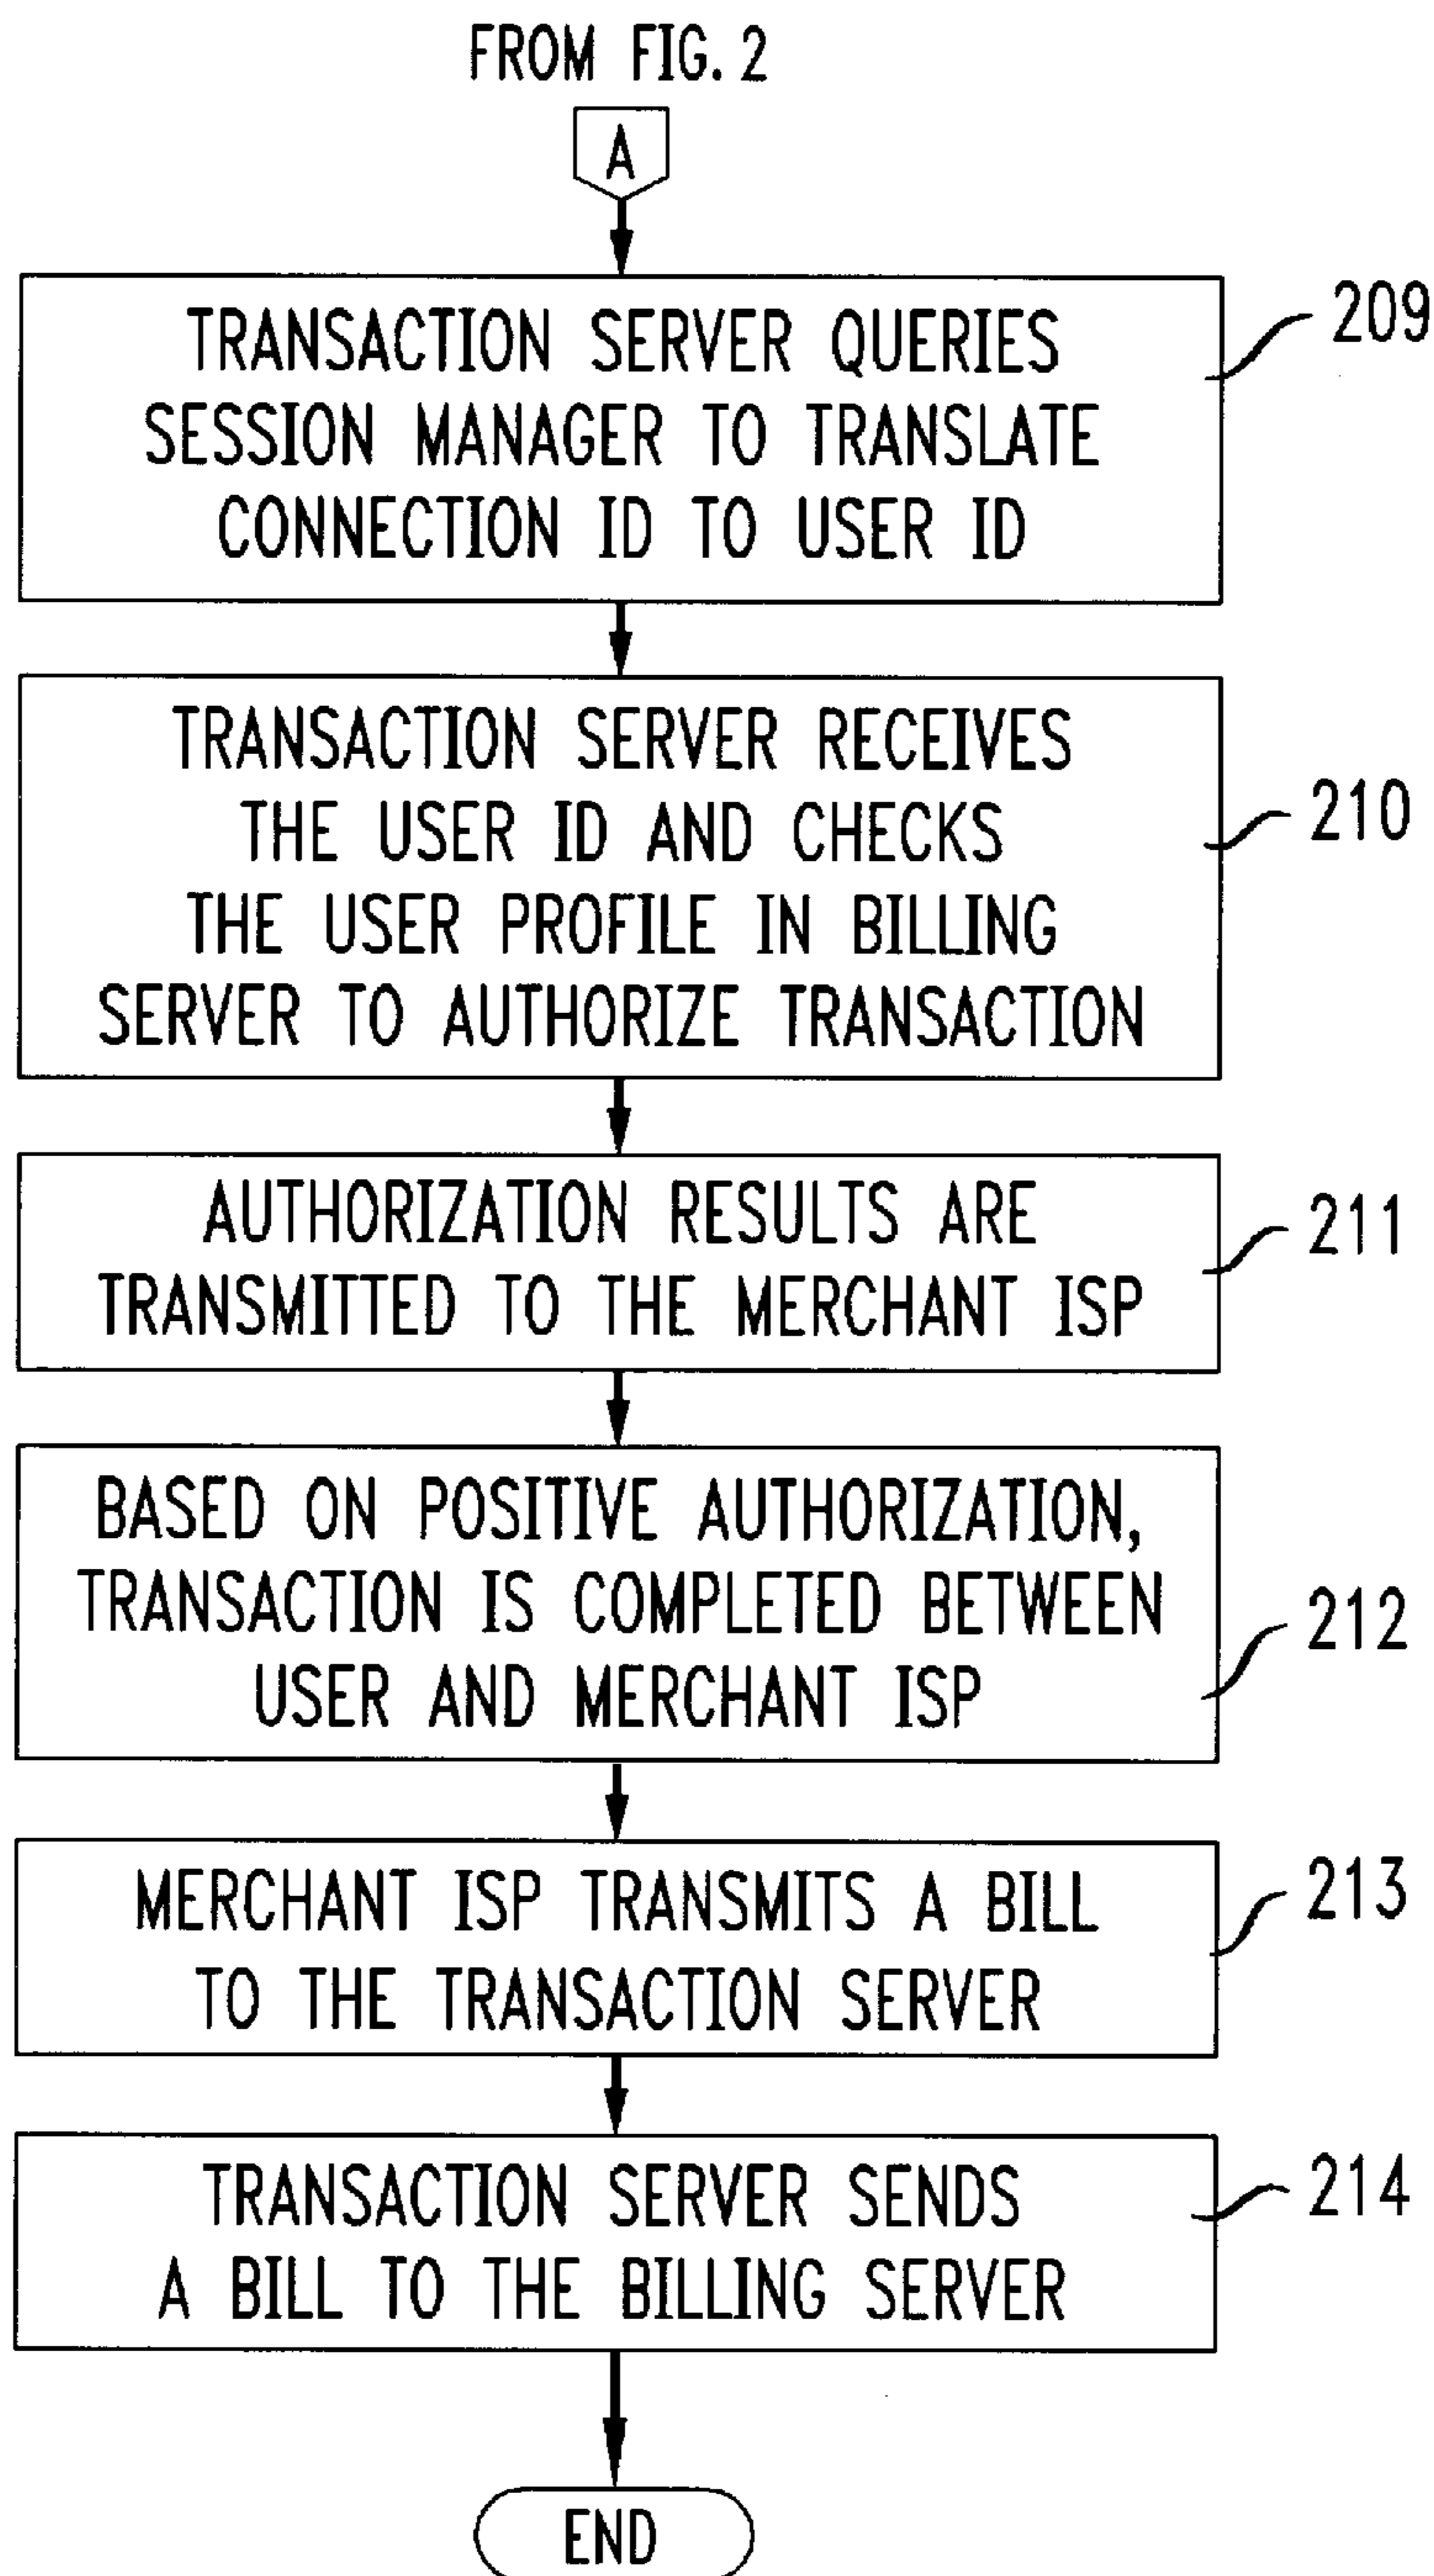 FROM FIG. 2
A
TRANSACTION SERVER QUERIES
SESSION MANAGER TO TRANSLATE
CONNECTION ID TO USER ID
209
TRANSACTION SERVER RECEIVES
THE USER ID AND CHECKS
THE USER PROFILE IN BILLING
SERVER TO AUTHORIZE TRANSACTION
210
AUTHORIZATION RESULTS ARE
TRANSMITTED TO THE MERCHANT ISP
211
BASED ON POSITIVE AUTHORIZATION,
TRANSACTION IS COMPLETED BETWEEN
USER AND MERCHANT ISP
212
MERCHANT ISP TRANSMITS A BILL
TO THE TRANSACTION SERVER
213
TRANSACTION SERVER SENDS
A BILL TO THE BILLING SERVER
214
END